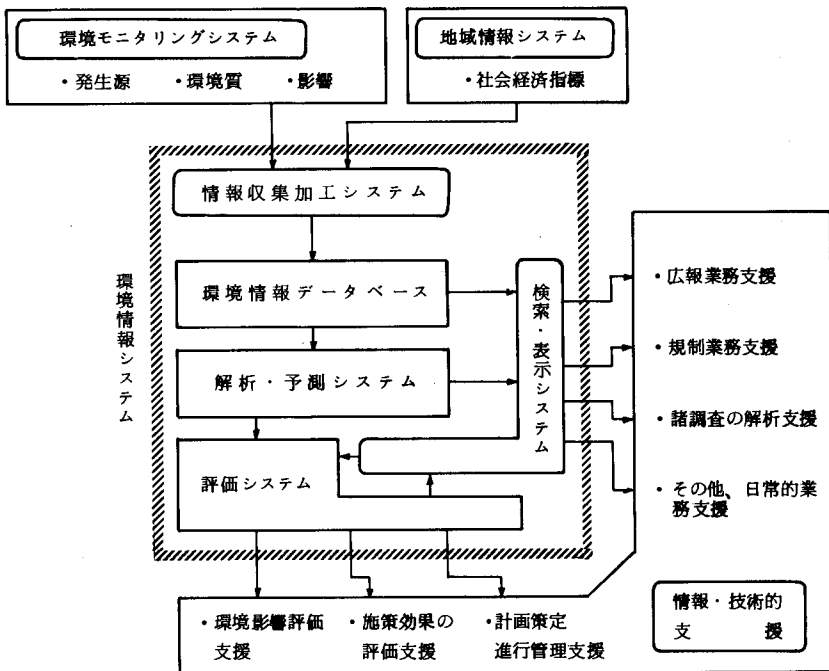 環境モニタリングシステム
・発生源 ・環境質 ・影響
地域情報システム
・社会経済指標
環境情報システム
情報収集加工システム
環境情報データベース
解析・予測システム
評価システム
検索・表示システム
・広報業務支援
・規制業務支援
・諸調査の解析支援
・その他、日常的業
務支援
・環境影響評価
支援
・施策効果の
評価支援
・計画策定
進行管理支援
情報・技術的
支 援